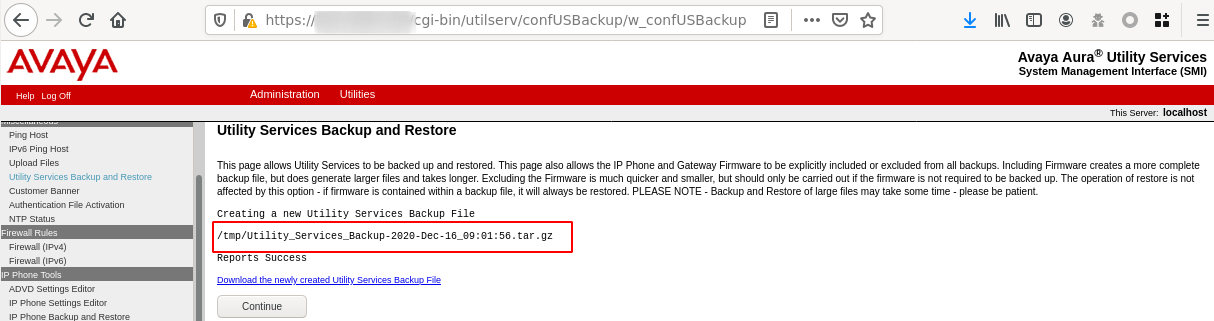 https://
cgi-bin/utilserv/confUSBackup/w_confUSBackup
AVAYA
Avaya Aura® Utility Services
System Management Interface (SMI)
Help Log Off
Administration Utilities
This Server: localhost
Miscellaneous
Ping Host
IPv6 Ping Host
Upload Files
Utility Services Backup and Restore
Customer Banner
Authentication File Activation
NTP Status
Firewall Rules
Firewall (IPv4)
Firewall (IPv6)
IP Phone Tools
ADVD Settings Editor
IP Phone Settings Editor
IP Phone Backup and Restore
Utility Services Backup and Restore
This page allows Utility Services to be backed up and restored. This page also allows the IP Phone and Gateway Firmware to be explicitly included or excluded from all backups. Including Firmware creates a more complete
backup file, but does generate larger files and takes longer. Excluding the Firmware is much quicker and smaller, but should only be carried out if the firmware is not required to be backed up. The operation of restore is not
affected by this option - if firmware is contained within a backup file, it will always be restored. PLEASE NOTE - Backup and Restore of large files may take some time - please be patient.
Creating a new Utility Services Backup File
/tmp/Utility_Services_Backup-2020-Dec-16_09:01:56.tar.gz
Reports Success
Download the newly created Utility Services Backup File
Continue